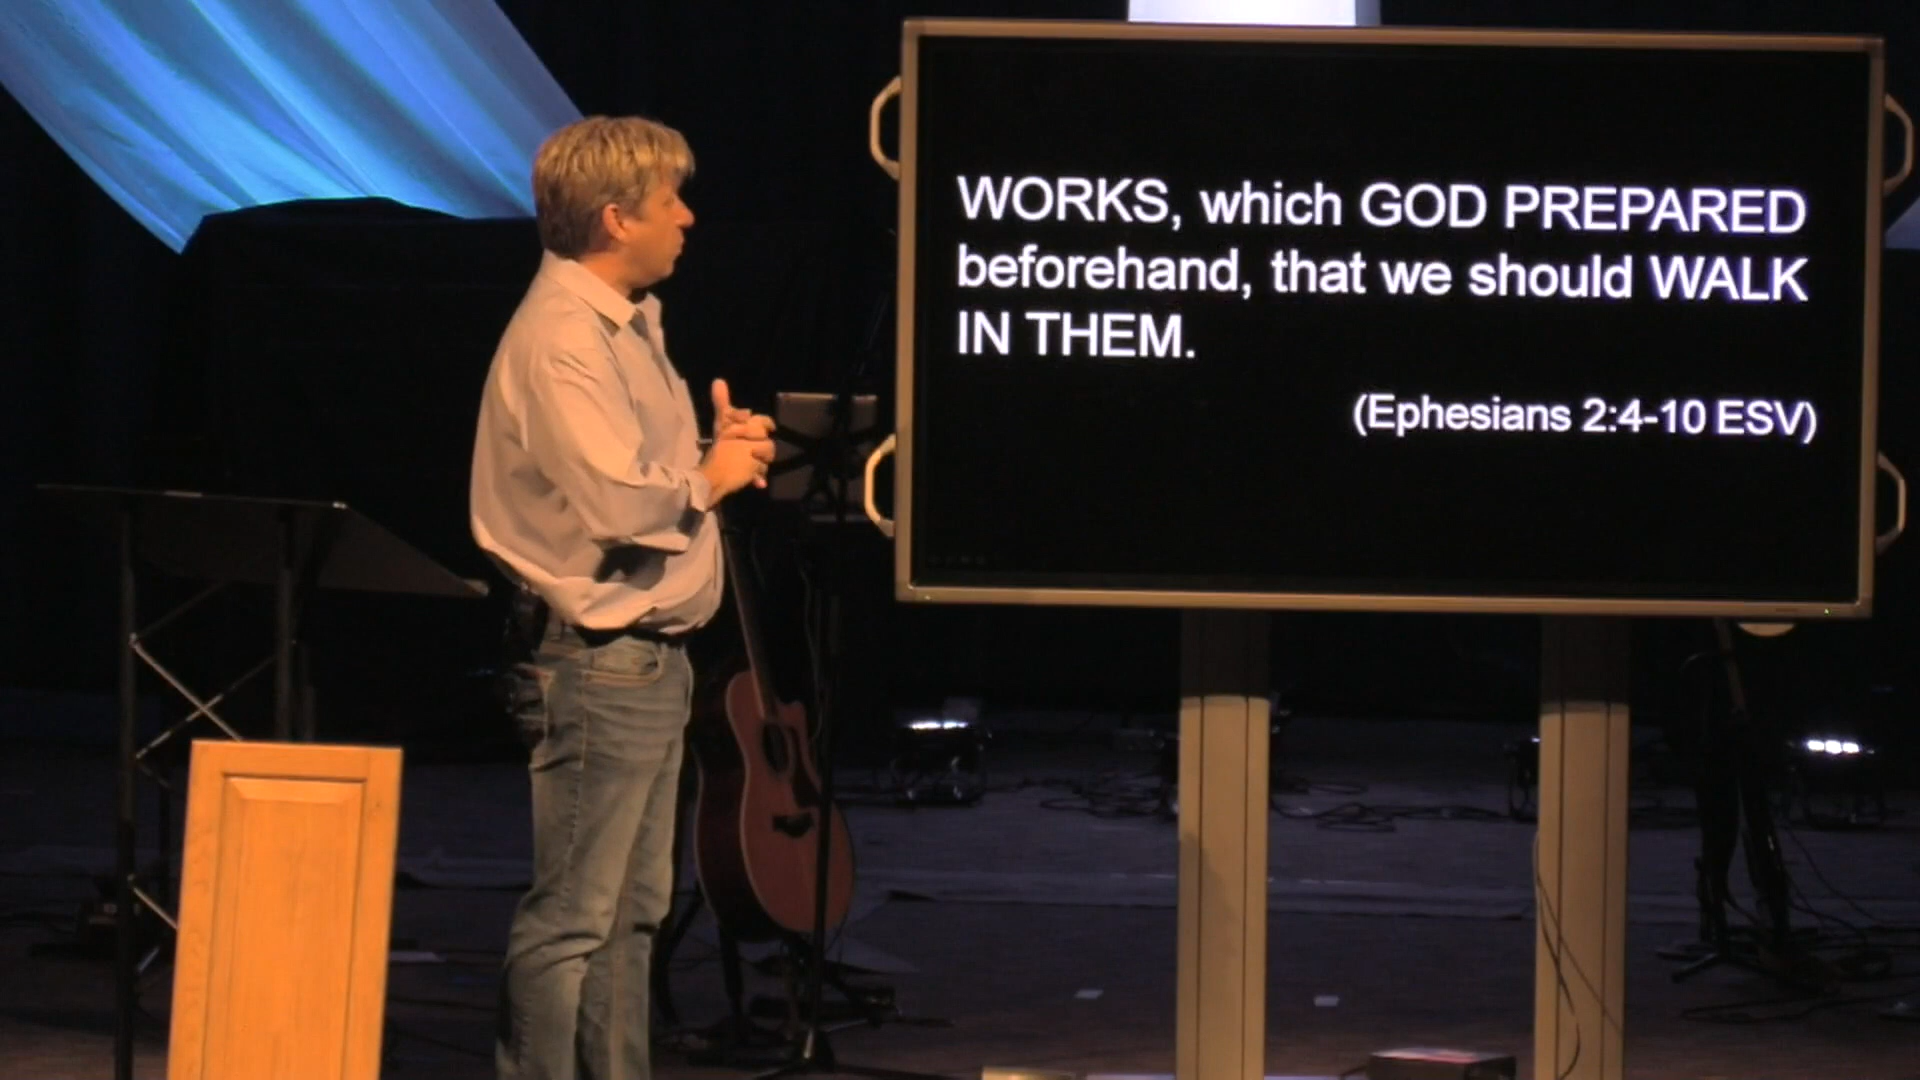 WORKS, which GOD PREPARED
beforehand, that we should WALK
IN THEM.
(Ephesians 2:4-10 ESV)